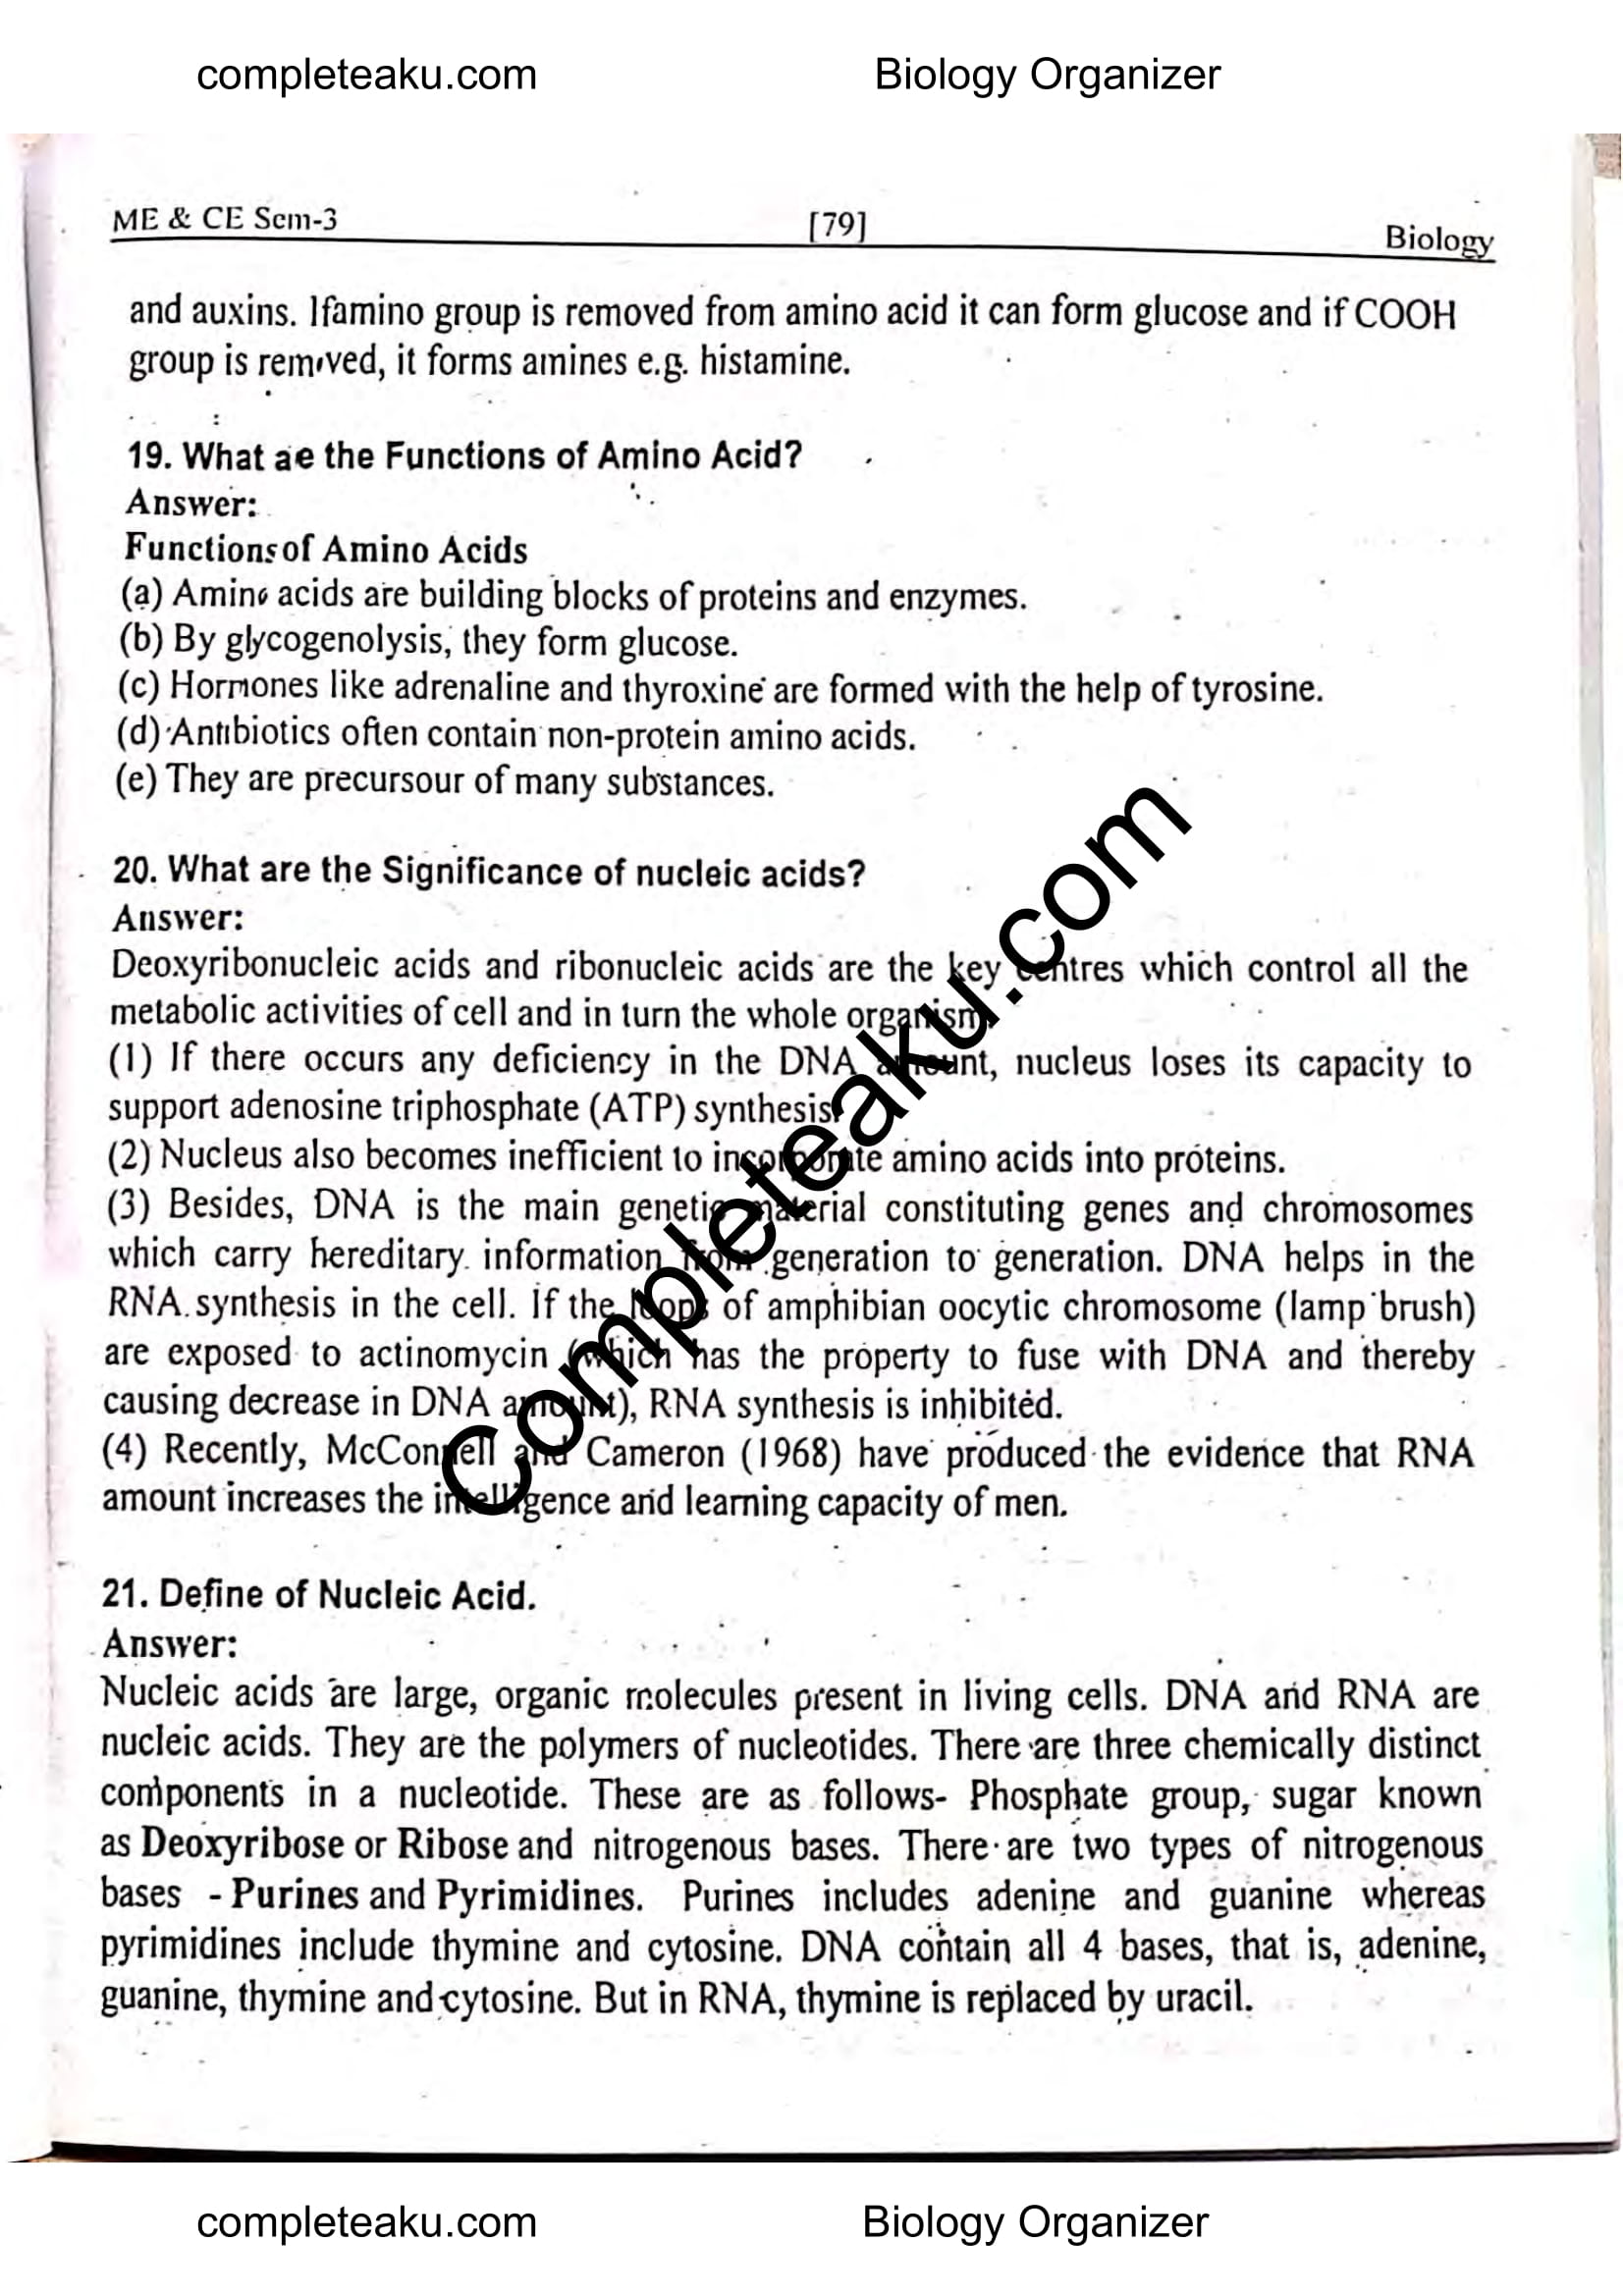 completeaku.com Biology Organizer
ME & CE Sem-3 [79] Biology
and auxins. Ifamino group is removed from amino acid it can form glucose and if COOH
group is removed, it forms amines e.g. histamine.
19. What ae the Functions of Amino Acid?
Answer:
Functions of Amino Acids
(a) Amino acids are building blocks of proteins and enzymes.
(b) By glycogenolysis, they form glucose.
(c) Hormones like adrenaline and thyroxine are formed with the help of tyrosine.
(d) Antibiotics often contain non-protein amino acids.
(e) They are precursour of many substances.
20. What are the Significance of nucleic acids?
Answer:
Deoxyribonucleic acids and ribonucleic acids are the key centres which control all the
metabolic activities of cell and in turn the whole organism.
(1) If there occurs any deficiency in the DNA amount, nucleus loses its capacity to
support adenosine triphosphate (ATP) synthesis.
(2) Nucleus also becomes inefficient to incorporate amino acids into proteins.
(3) Besides, DNA is the main genetic material constituting genes and chromosomes
which carry hereditary information from generation to generation. DNA helps in the
RNA synthesis in the cell. If the loops of amphibian oocytic chromosome (lamp brush)
are exposed to actinomycin (which has the property to fuse with DNA and thereby
causing decrease in DNA amount), RNA synthesis is inhibited.
(4) Recently, McConnell and Cameron (1968) have produced the evidence that RNA
amount increases the intelligence and learning capacity of men.
21. Define of Nucleic Acid.
Answer:
Nucleic acids are large, organic molecules present in living cells. DNA and RNA are
nucleic acids. They are the polymers of nucleotides. There are three chemically distinct
components in a nucleotide. These are as follows- Phosphate group, sugar known
as Deoxyribose or Ribose and nitrogenous bases. There are two types of nitrogenous
bases - Purines and Pyrimidines. Purines includes adenine and guanine whereas
pyrimidines include thymine and cytosine. DNA contain all 4 bases, that is, adenine,
guanine, thymine and cytosine. But in RNA, thymine is replaced by uracil.
Completeaku.com
completeaku.com Biology Organizer